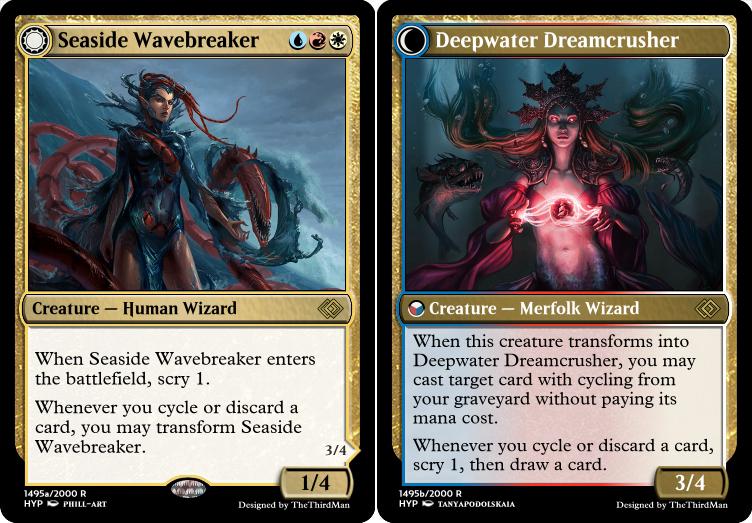 Seaside Wavebreaker
Creature — Human Wizard
When Seaside Wavebreaker enters
the battlefield, scry 1.
Whenever you cycle or discard a
card, you may transform Seaside
Wavebreaker.
3/4
1/4
1495a/2000 R
HYP PHILL-ART
Designed by TheThirdMan
Deepwater Dreamcrusher
Creature — Merfolk Wizard
When this creature transforms into
Deepwater Dreamcrusher, you may
cast target card with cycling from
your graveyard without paying its
mana cost.
Whenever you cycle or discard a card,
scry 1, then draw a card.
3/4
1495b/2000 R
HYP TANYAPODOLSKAIA
Designed by TheThirdMan